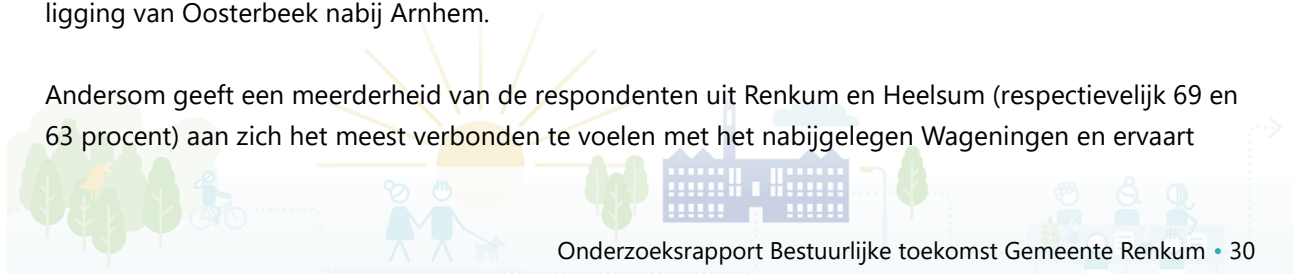 ligging van Oosterbeek nabij Arnhem.
Andersom geeft een meerderheid van de respondenten uit Renkum en Heelsum (respectievelijk 69 en
63 procent) aan zich het meest verbonden te voelen met het nabijgelegen Wageningen en ervaart
Onderzoeksrapport Bestuurlijke toekomst Gemeente Renkum • 30